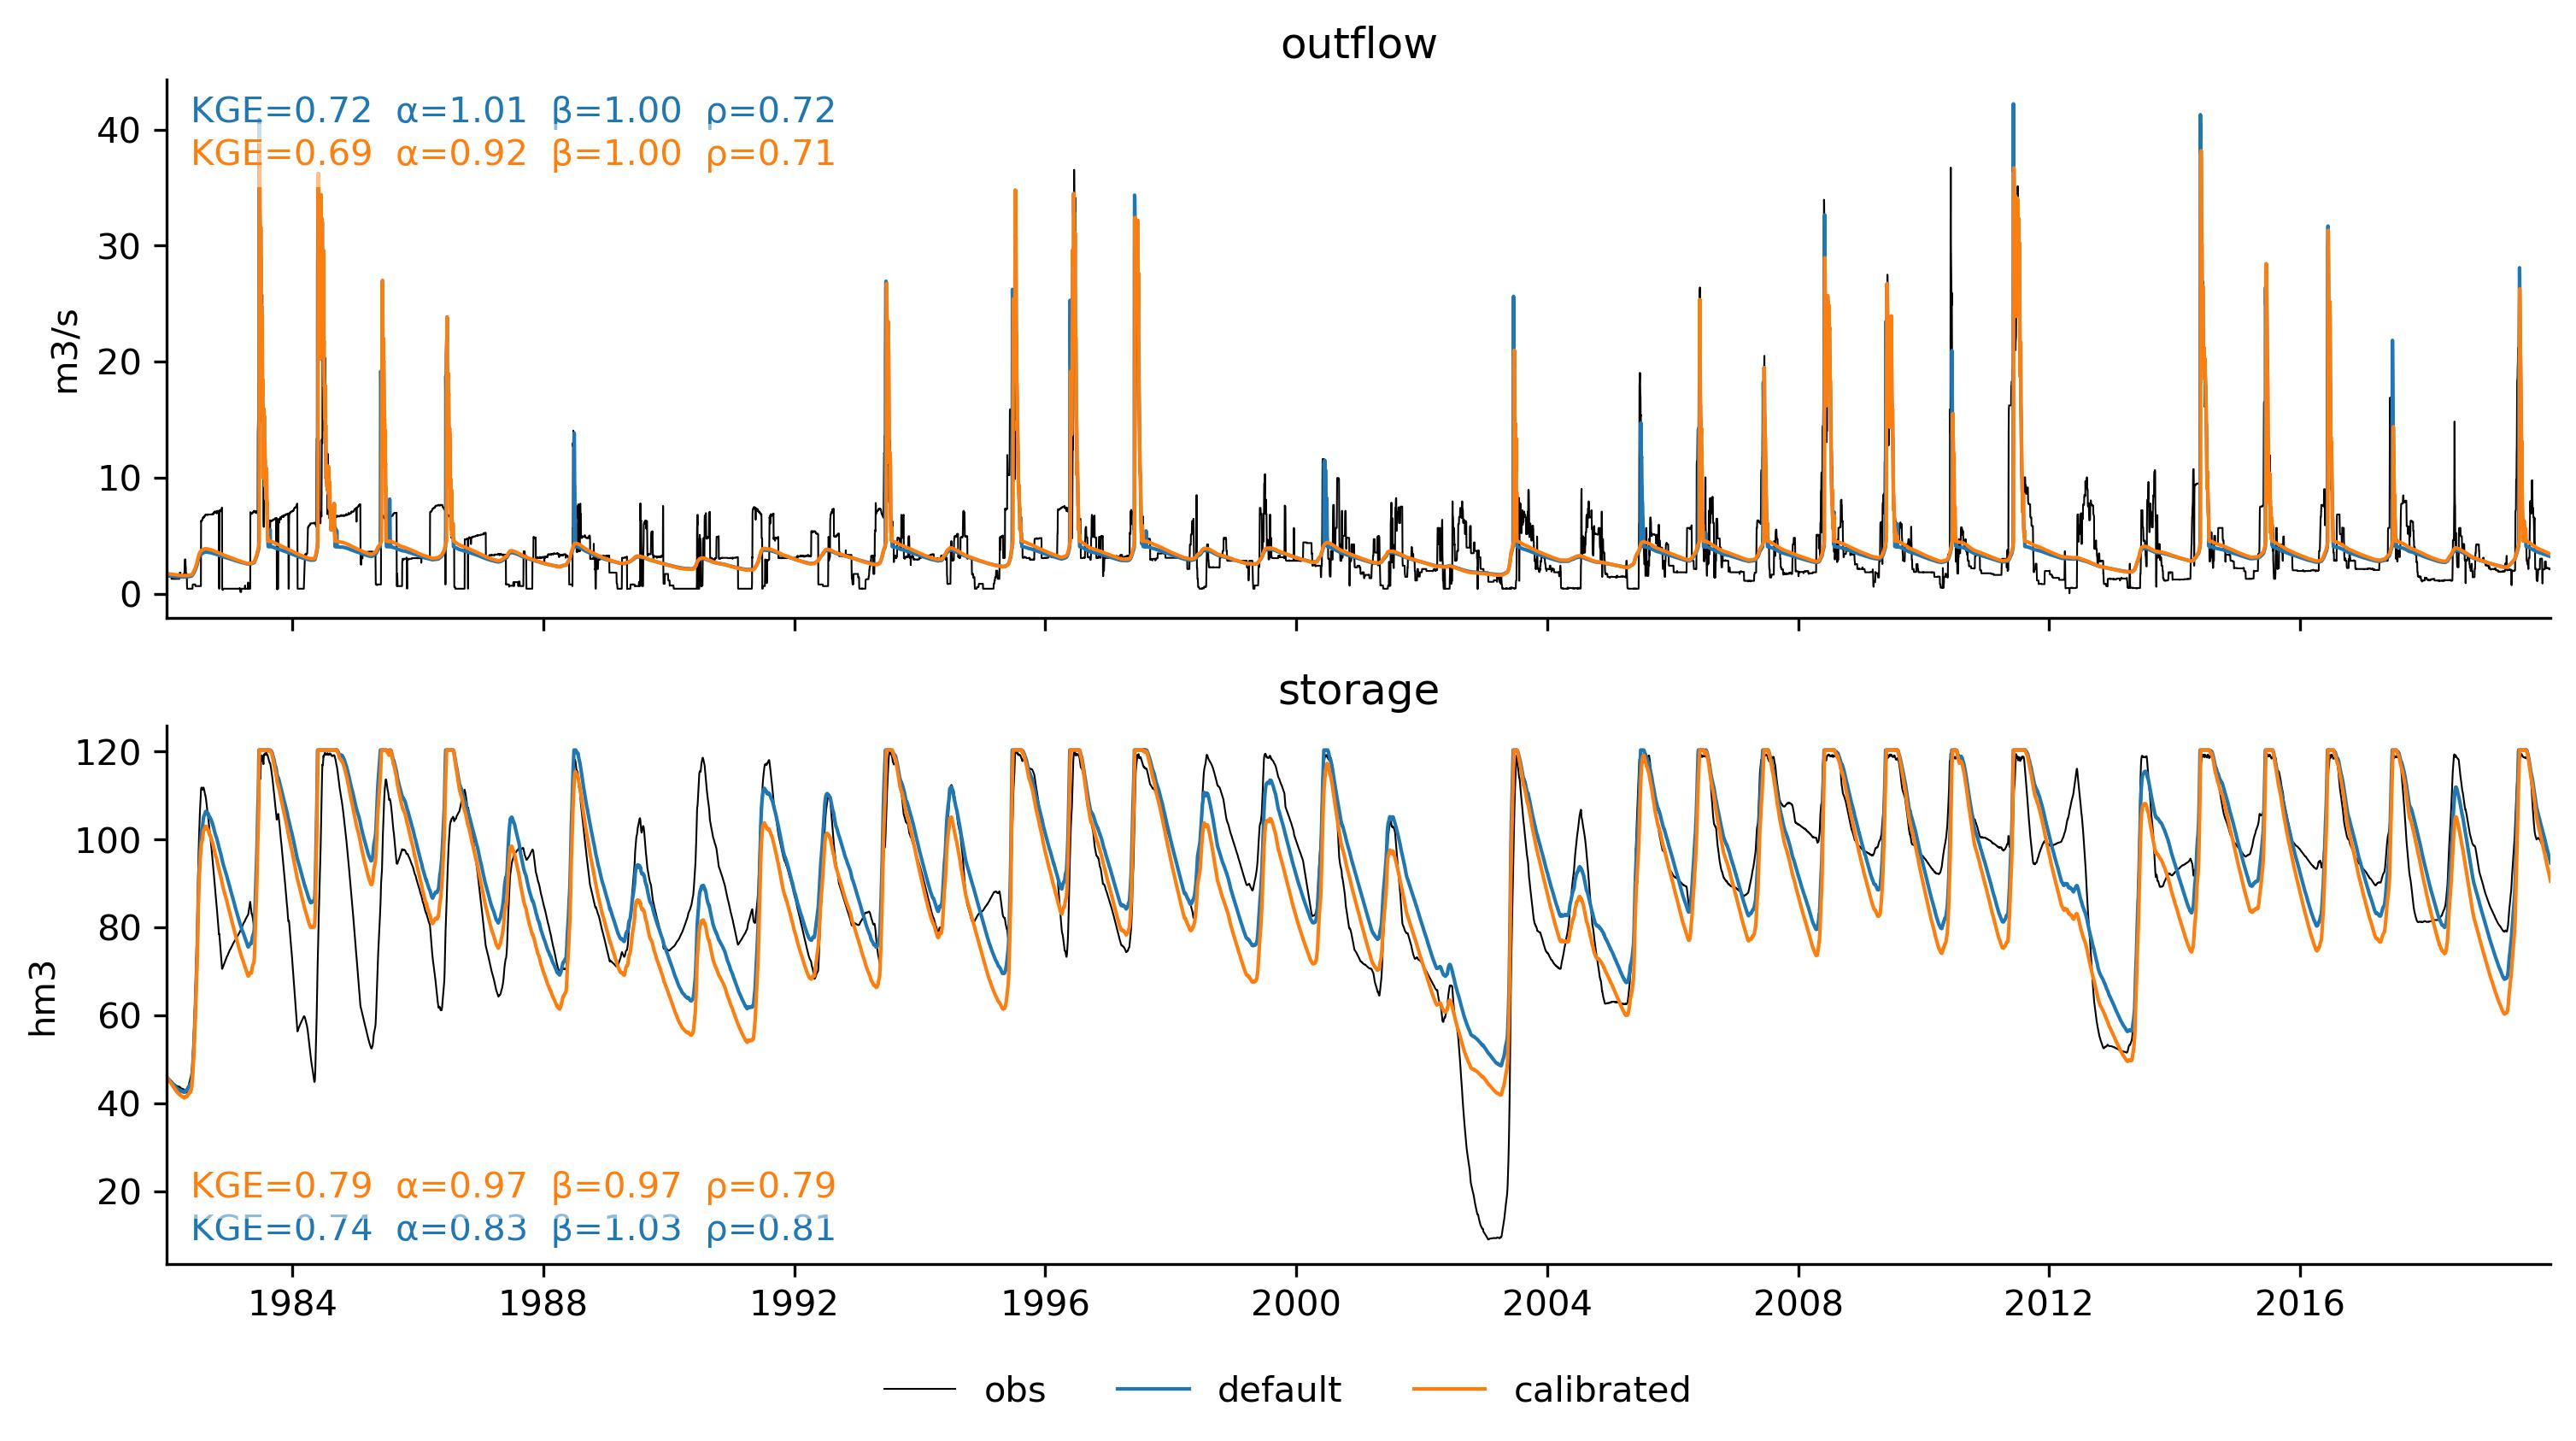 outflow
KGE=0.72 α=1.01 β=1.00 ρ=0.72
KGE=0.69 α=0.92 β=1.00 ρ=0.71
40
30
20
10
0
m3/s
storage
120
100
80
60
40
20
hm3
KGE=0.79 α=0.97 β=0.97 ρ=0.79
KGE=0.74 α=0.83 β=1.03 ρ=0.81
1984 1988 1992 1996 2000 2004 2008 2012 2016
obs default calibrated